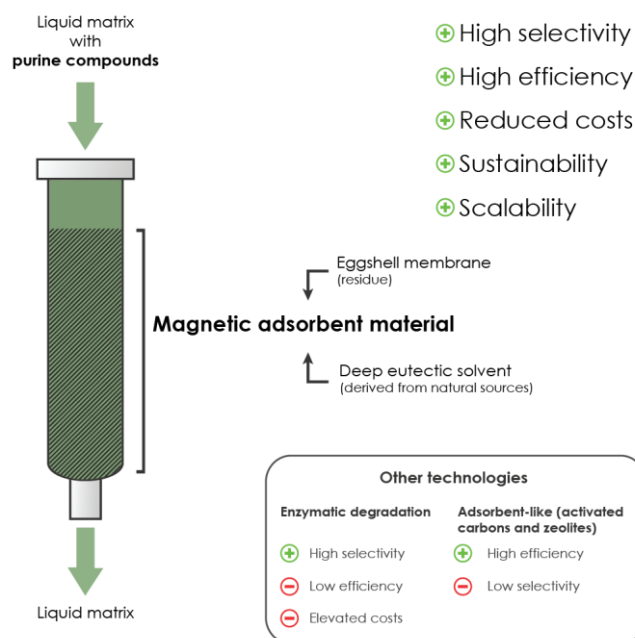 Liquid matrix
with
purine compounds
High selectivity
High efficiency
Reduced costs
Sustainability
Scalability
Eggshell membrane
(residue)
Magnetic adsorbent material
Deep eutectic solvent
(derived from natural sources)
Liquid matrix
Other technologies
Enzymatic degradation
High selectivity
Low efficiency
Elevated costs
Adsorbent-like (activated
carbons and zeolites)
High efficiency
Low selectivity